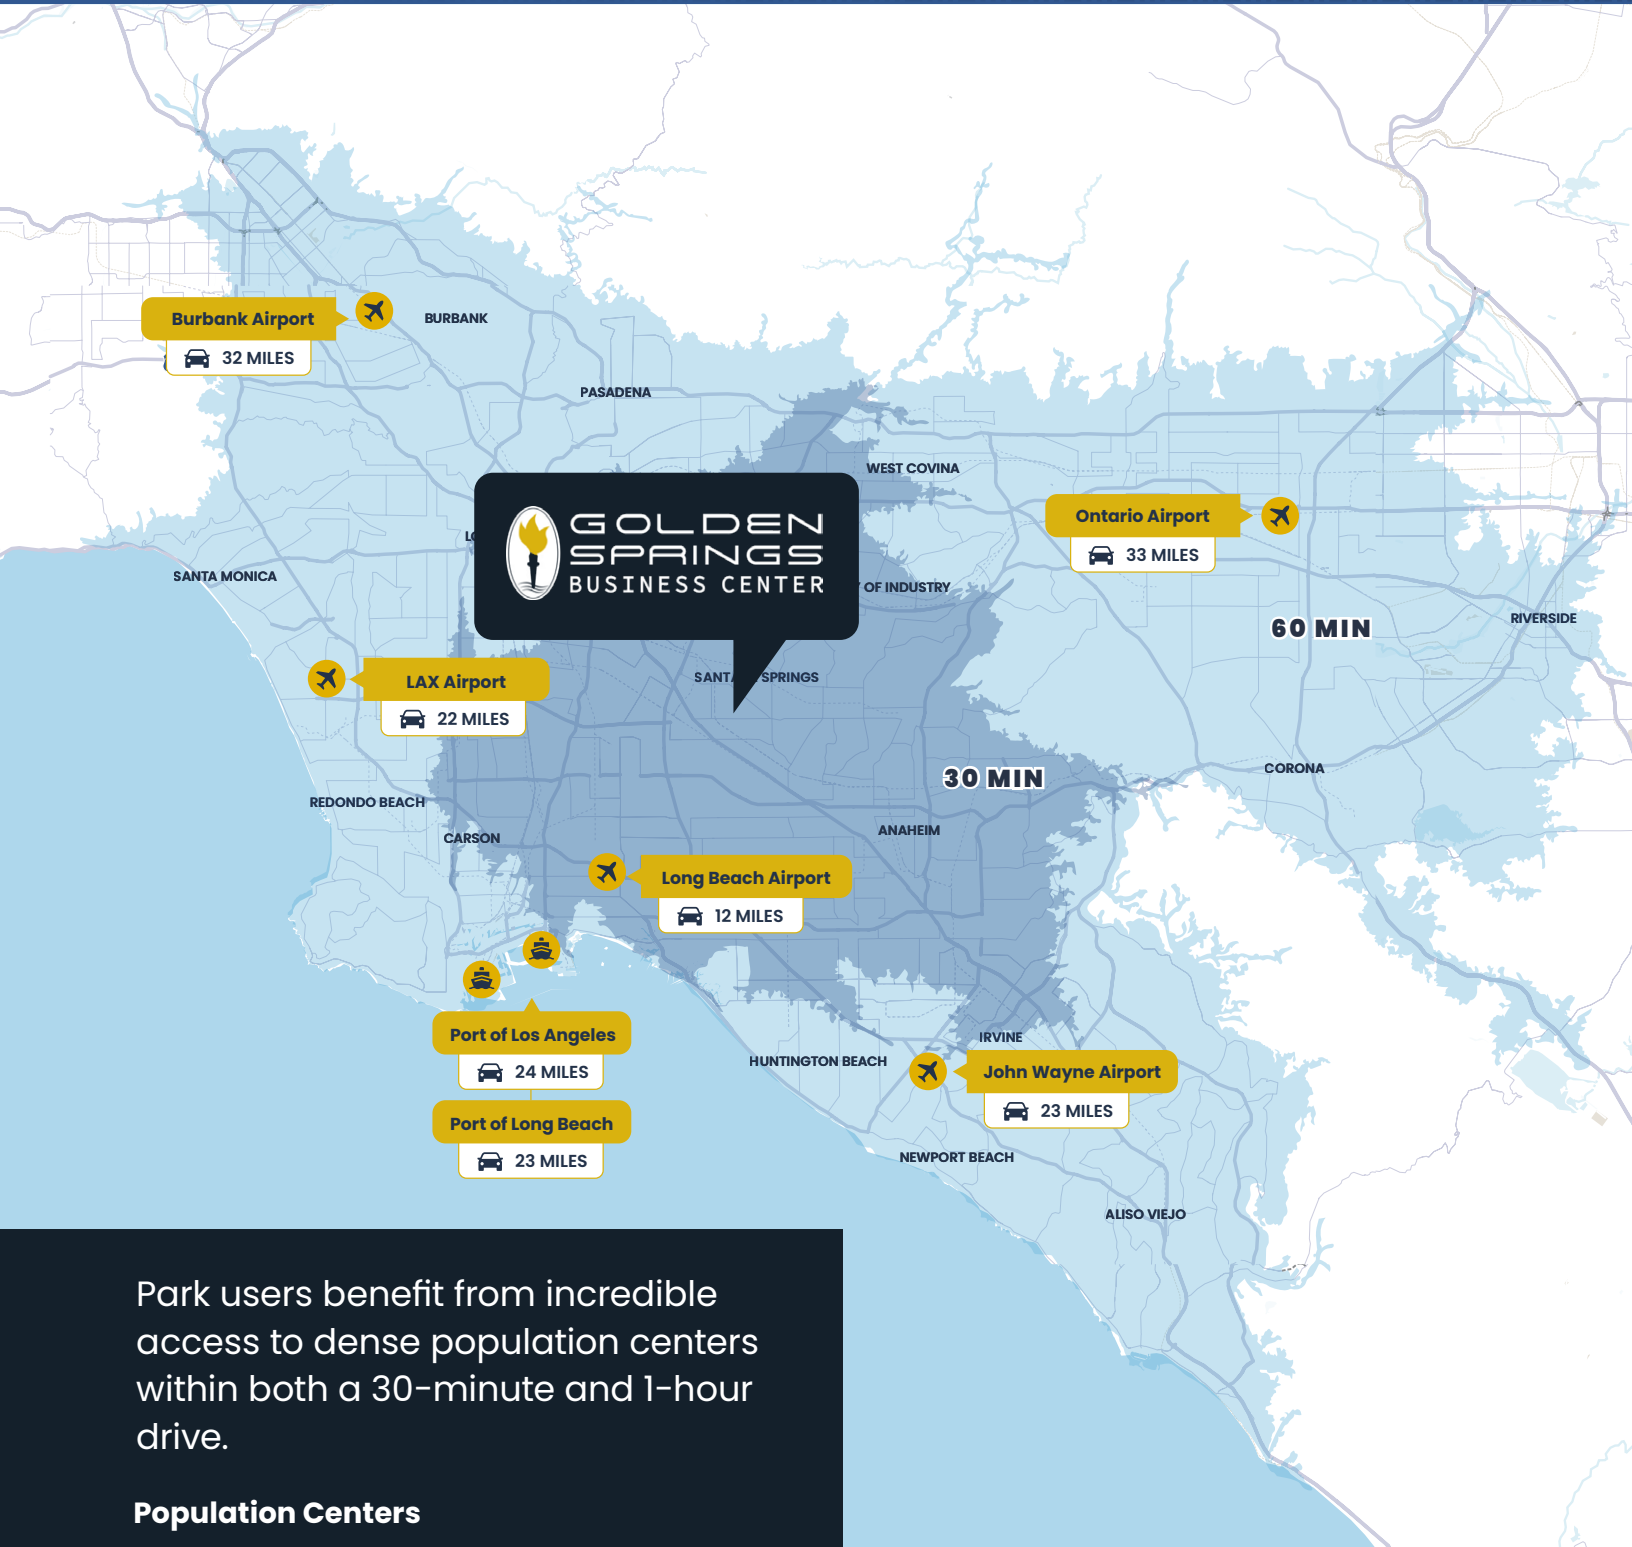 Burbank Airport
32 MILES
BURBANK
PASADENA
WEST COVINA
GOLDEN
SPRINGS
BUSINESS CENTER
Ontario Airport
33 MILES
SANTA MONICA
OF INDUSTRY
60 MIN
RIVERSIDE
LAX Airport
22 MILES
SANTA SPRINGS
30 MIN
CORONA
REDONDO BEACH
CARSON
ANAHEIM
Long Beach Airport
12 MILES
Port of Los Angeles
24 MILES
Port of Long Beach
23 MILES
IRVINE
HUNTINGTON BEACH
John Wayne Airport
23 MILES
NEWPORT BEACH
ALISO VIEJO
Park users benefit from incredible
access to dense population centers
within both a 30-minute and 1-hour
drive.
Population Centers